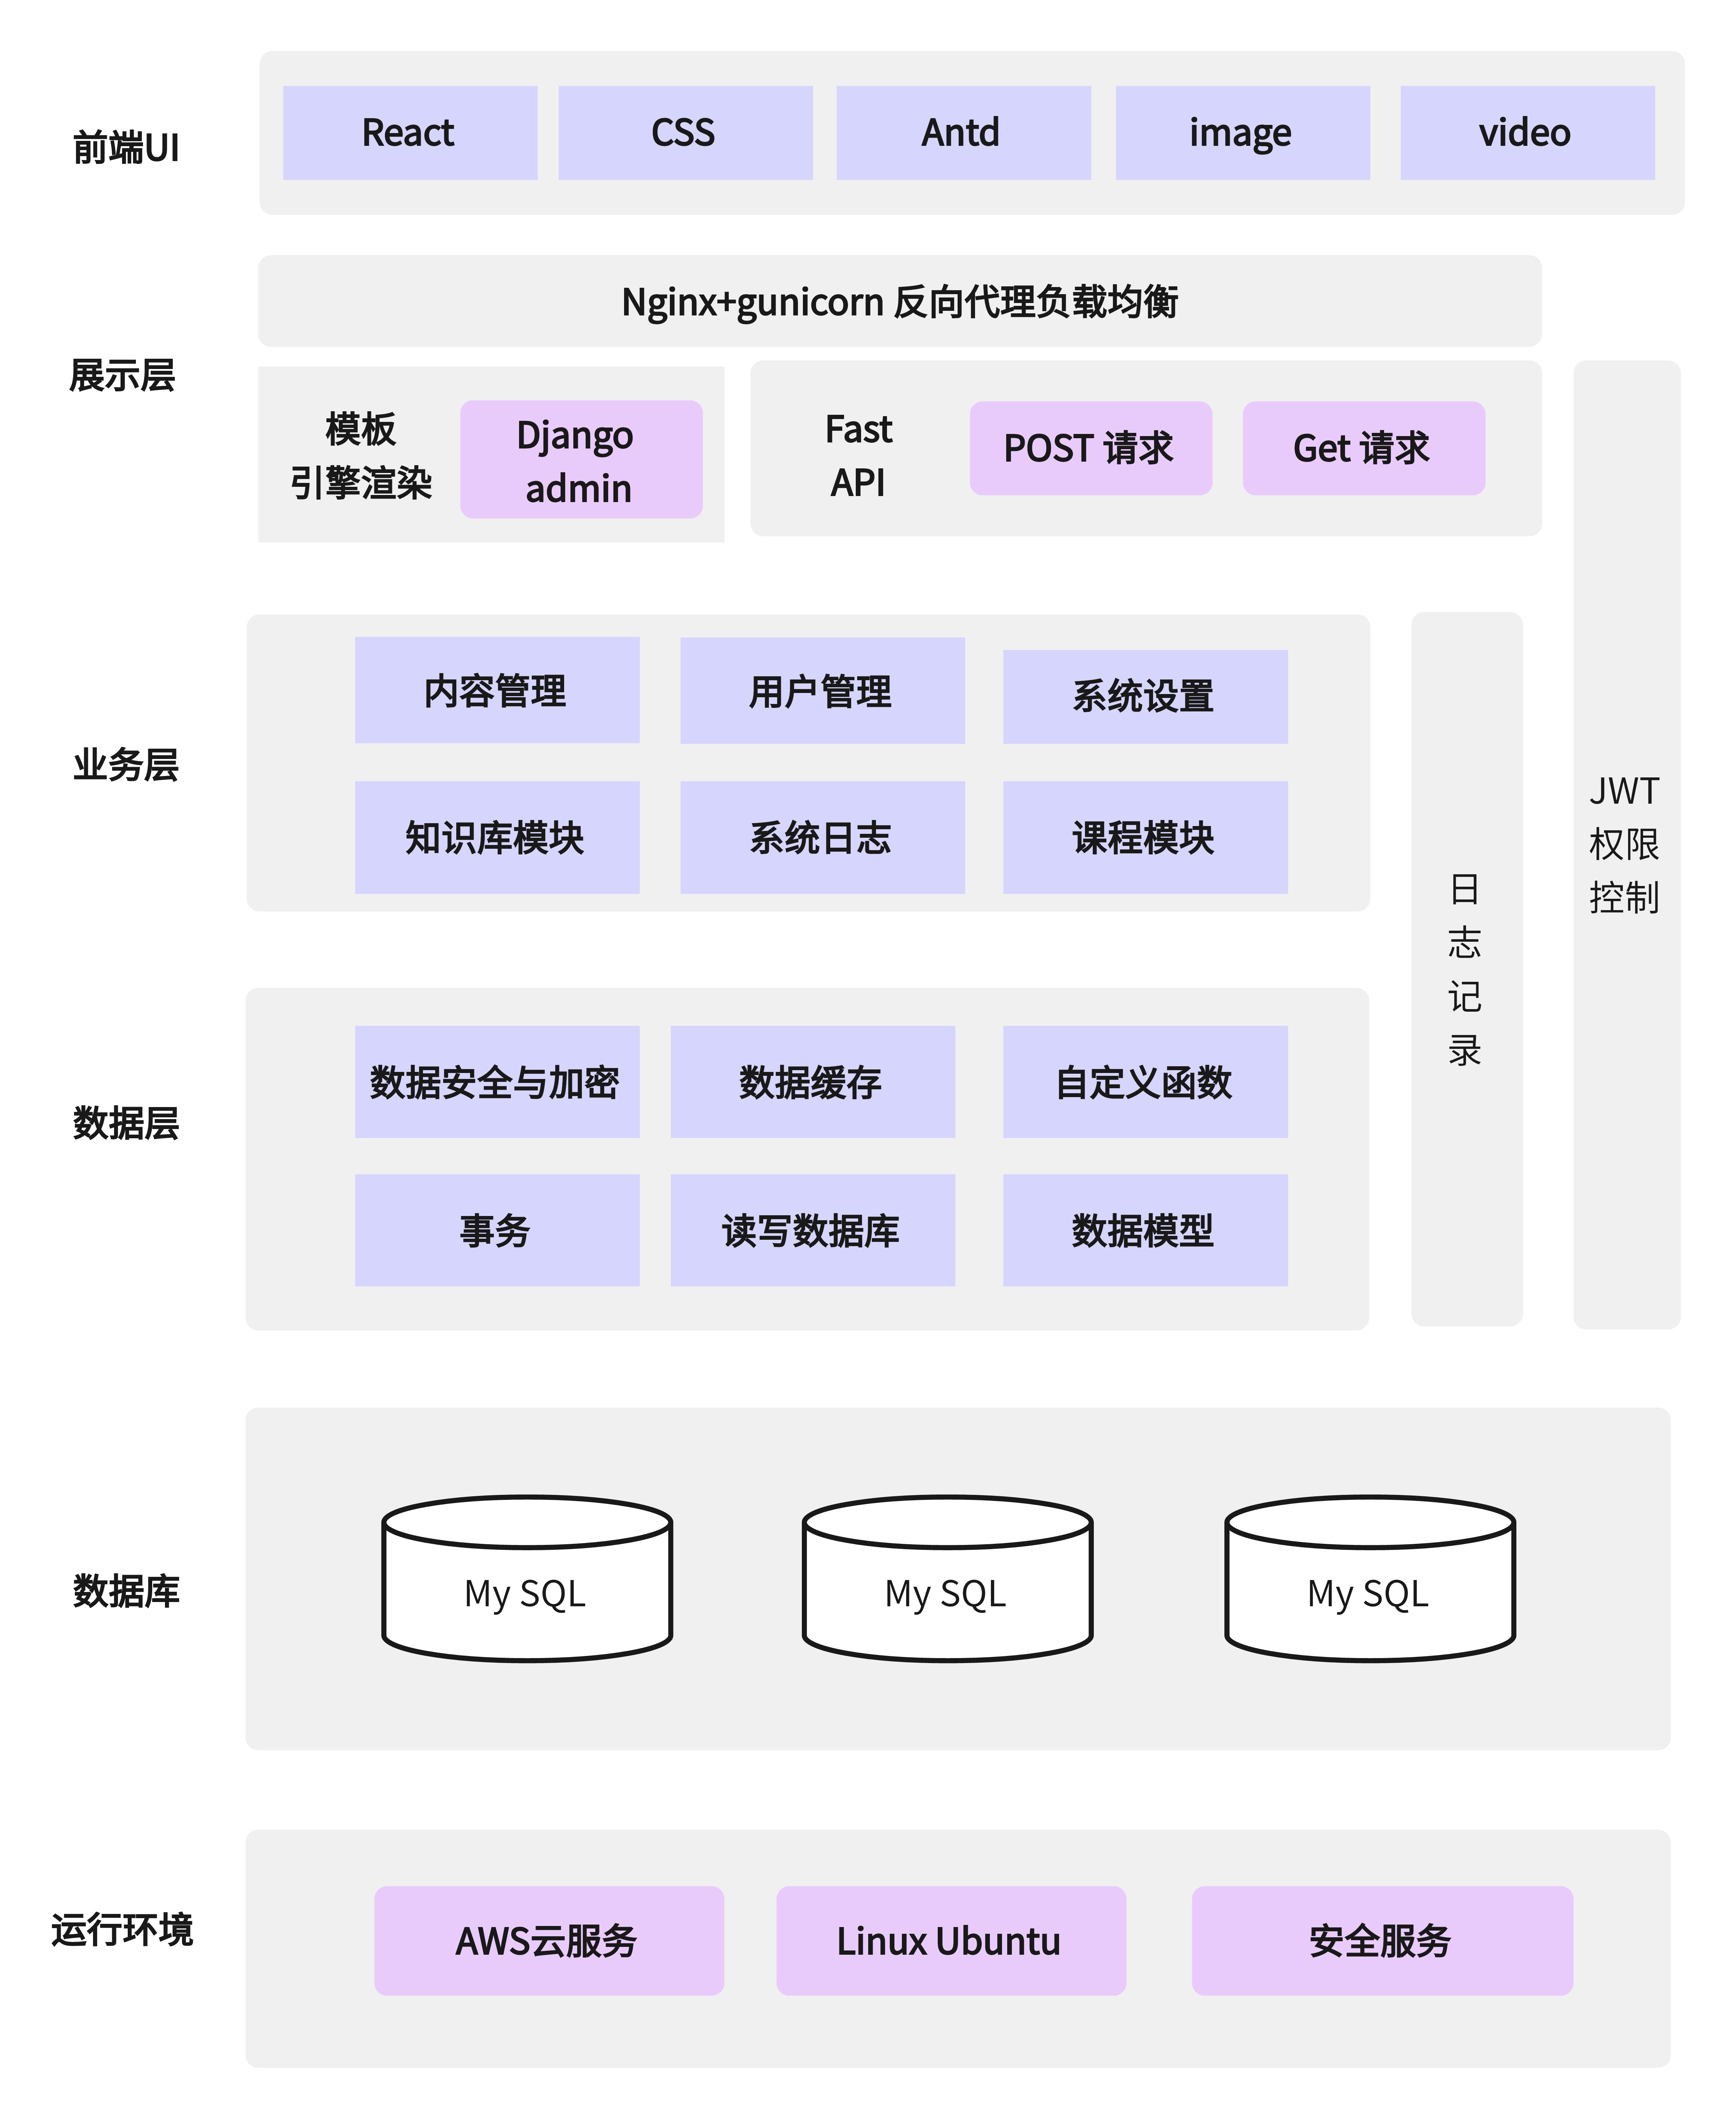 前端UI
React
CSS
Antd
image
video
展示层
Nginx+gunicorn 反向代理负载均衡
模板
引擎渲染
Django
admin
Fast
API
POST 请求
Get 请求
JWT
权限
控制
业务层
内容管理
用户管理
系统设置
知识库模块
系统日志
课程模块
日
志
记
录
数据层
数据安全与加密
数据缓存
自定义函数
事务
读写数据库
数据模型
数据库
My SQL
My SQL
My SQL
运行环境
AWS云服务
Linux Ubuntu
安全服务